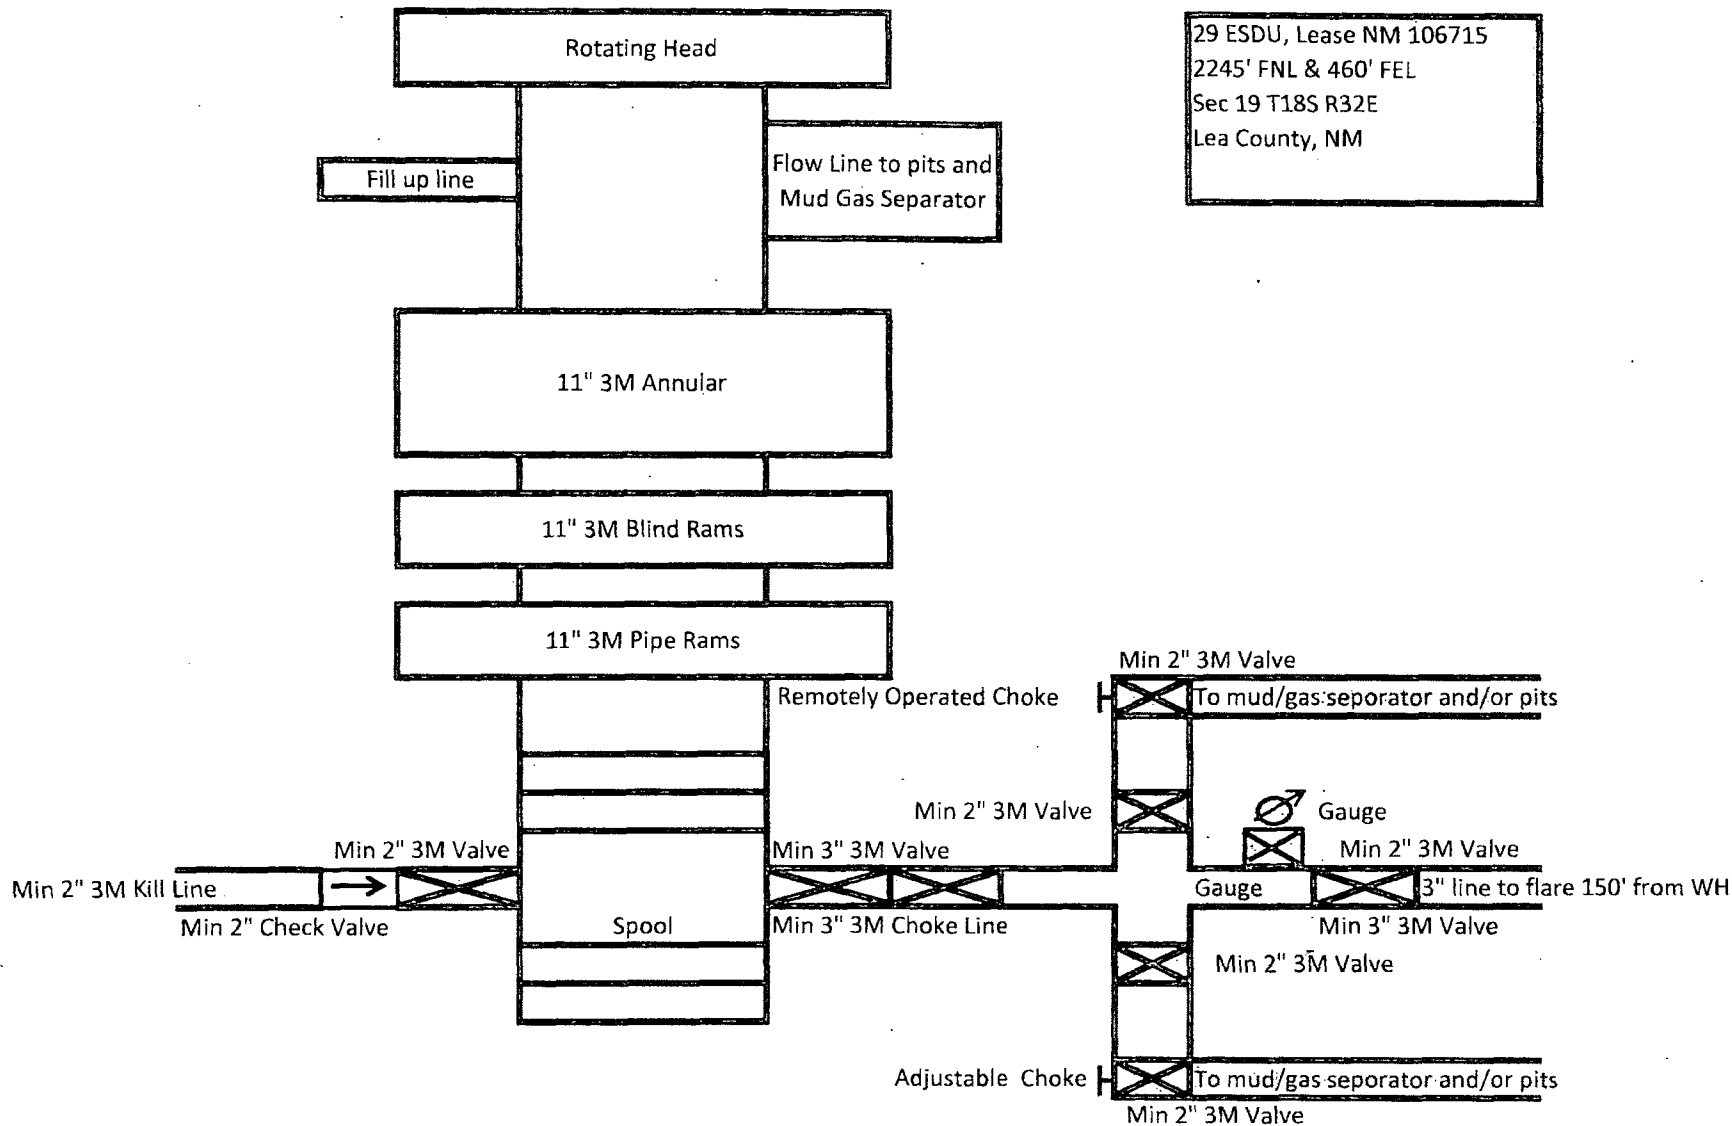 Rotating Head
29 ESDU, Lease NM 106715
2245' FNL & 460' FEL
Sec 19 T18S R32E
Lea County, NM
Fill up line
Flow Line to pits and
Mud Gas Separator
11" 3M Annular
11" 3M Blind Rams
11" 3M Pipe Rams
Min 2" 3M Valve
Remotely Operated Choke
To mud/gas seporator and/or pits
Min 2" 3M Valve
Gauge
Min 2" 3M Valve
Min 3" 3M Valve
Min 2" 3M Valve
Min 2" 3M Kill Line
Gauge
3" line to flare 150' from WH
Min 2" Check Valve
Spool
Min 3" 3M Choke Line
Min 3" 3M Valve
Min 2" 3M Valve
Adjustable Choke
To mud/gas seporator and/or pits
Min 2" 3M Valve